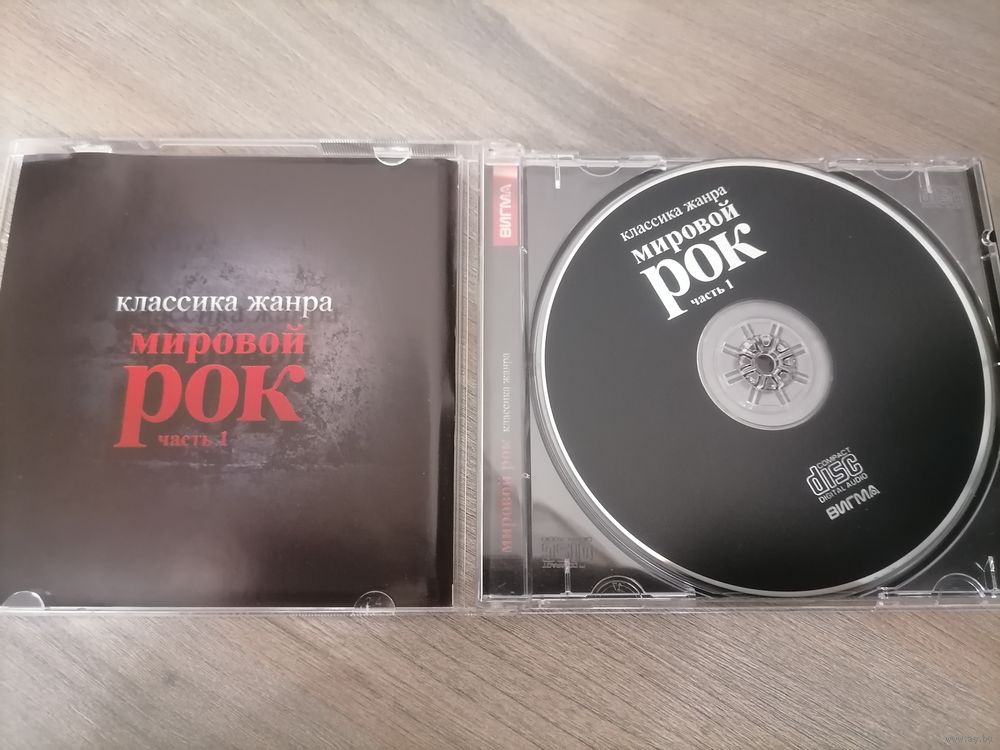 классика жанра
мировой
рок
часть 1
ВИГМА
мировой рок классика жанра
классика жанра
мировой
рок
часть 1
COMPACT
disc
DIGITAL AUDIO
ВИГМА